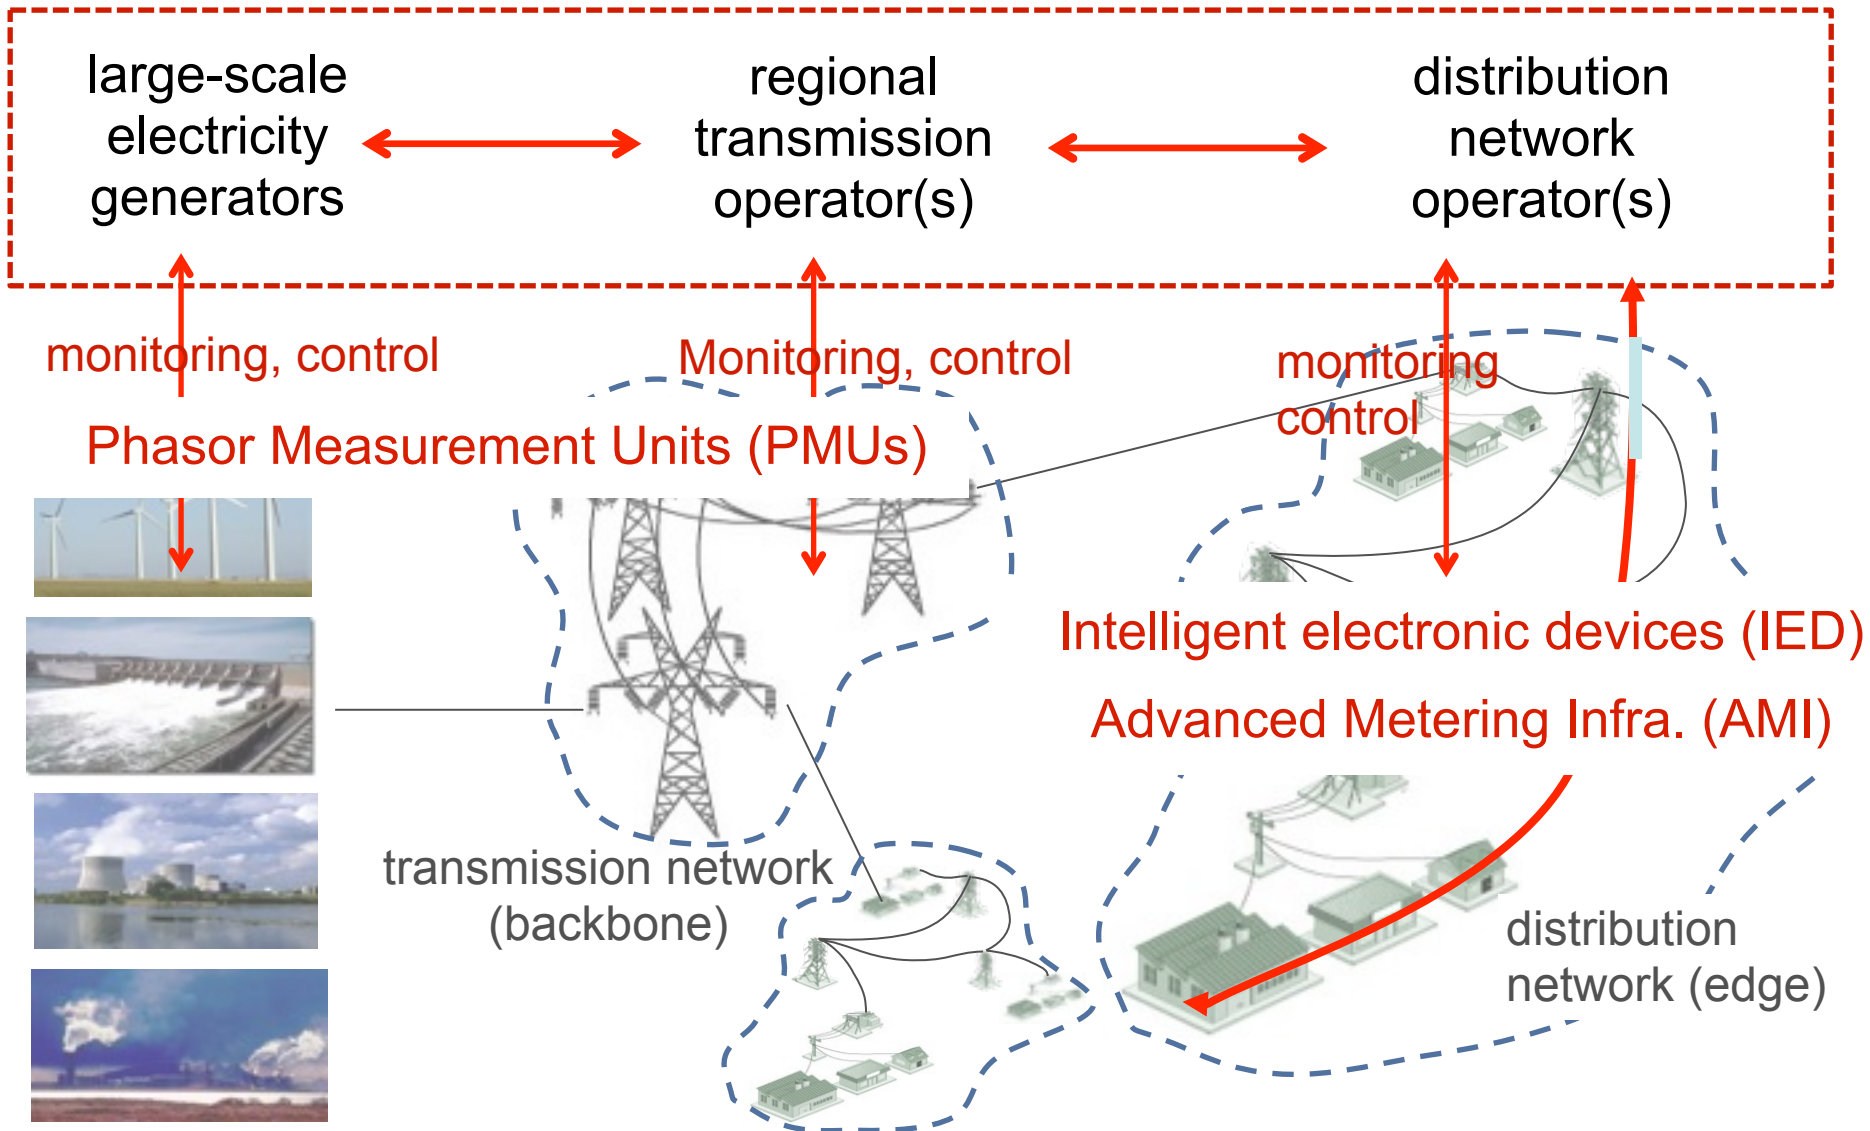 large-scale
electricity
generators
regional
transmission
operator(s)
distribution
network
operator(s)
monitoring, control
Monitoring, control
monitoring
control
Phasor Measurement Units (PMUs)
Intelligent electronic devices (IED)
Advanced Metering Infra. (AMI)
transmission network
(backbone)
distribution
network (edge)